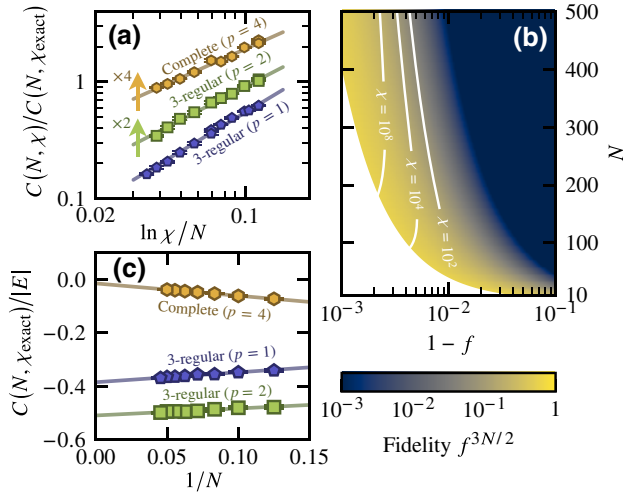 (a)
C(N, χ)/C(N, χexact)
1
0.1
×4
×2
Complete (p = 4)
3-regular (p = 2)
3-regular (p = 1)
0.02
0.1
ln χ/N
(b)
χ = 10⁸
χ = 10⁴
χ = 10²
500
400
300
200
100
10
N
10⁻³
10⁻²
10⁻¹
1 − f
10⁻³
10⁻²
10⁻¹
1
Fidelity f³ᴺ/²
(c)
C(N, χexact)/|E|
0.0
−0.2
−0.4
−0.6
Complete (p = 4)
3-regular (p = 1)
3-regular (p = 2)
0.00
0.05
0.10
0.15
1/N